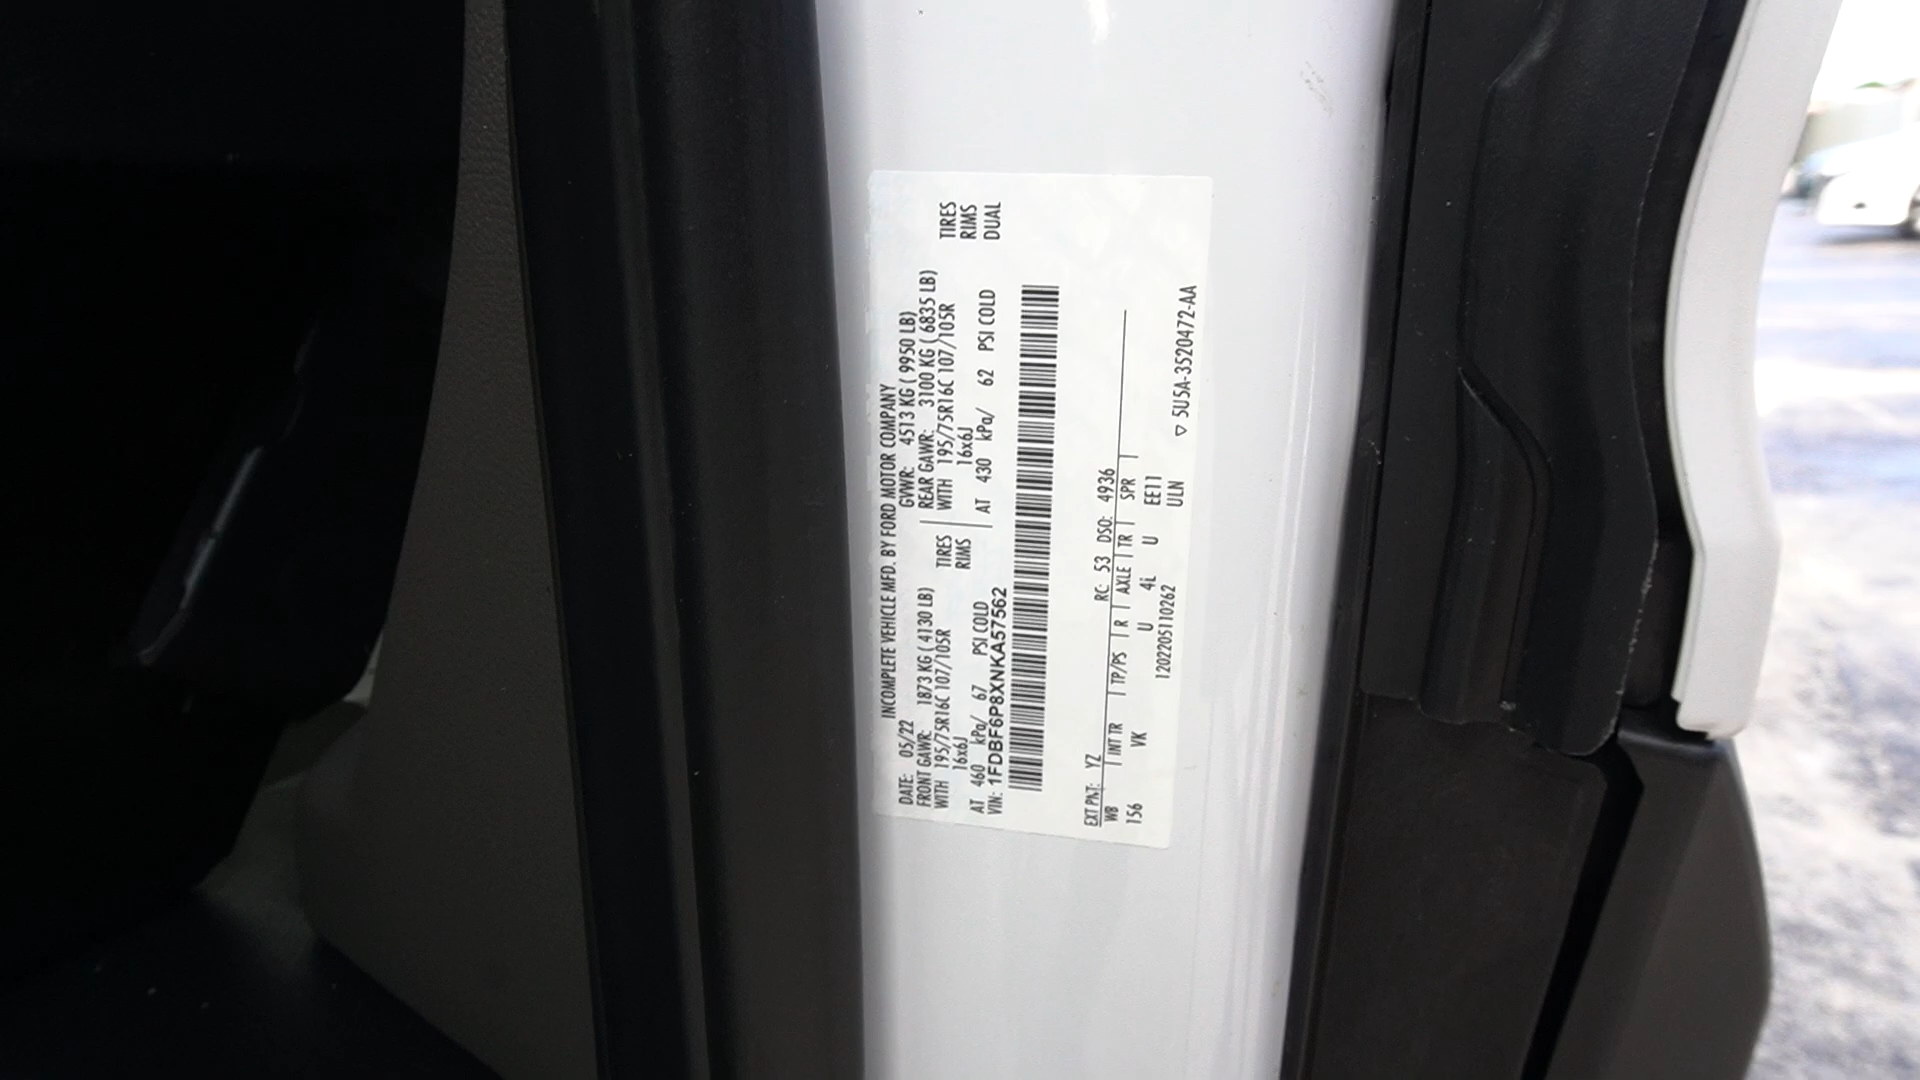 INCOMPLETE VEHICLE MFD. BY FORD MOTOR COMPANY
DATE: 05/22 GVWR: 4513 KG ( 9950 LB)
FRONT GAWR: 1873 KG ( 4130 LB) REAR GAWR: 3100 KG ( 6835 LB)
WITH 195/75R16C 107/105R TIRES WITH 195/75R16C 107/105R TIRES
16x6J RIMS 16x6J RIMS
AT 460 kPa/ 67 PSI COLD AT 430 kPa/ 62 PSI COLD DUAL
VIN: 1FDBF6P8XNKA57562
EXT PNT: YZ RC: 53 DSO: 4936
WB INT TR TP/PS R AXLE TR SPR
156 VK U 4L U EE11
1202205110262 ULN
▽ 5U5A-3520472-AA